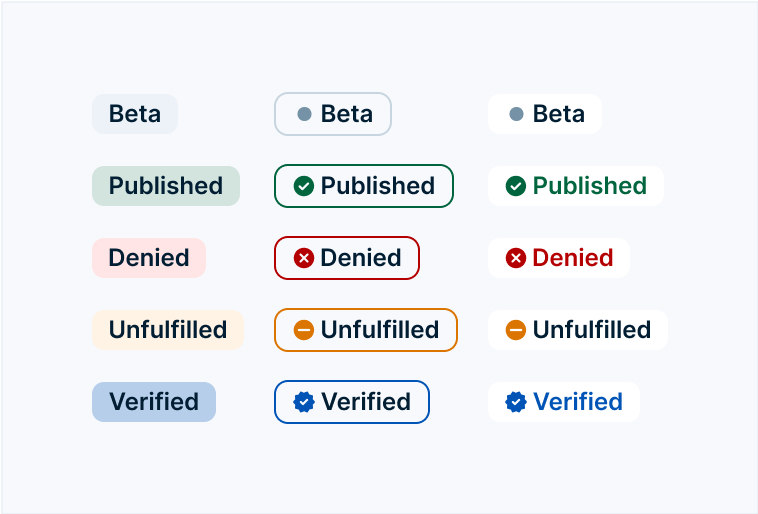 Beta Beta Beta
Published Published Published
Denied Denied Denied
Unfulfilled Unfulfilled Unfulfilled
Verified Verified Verified